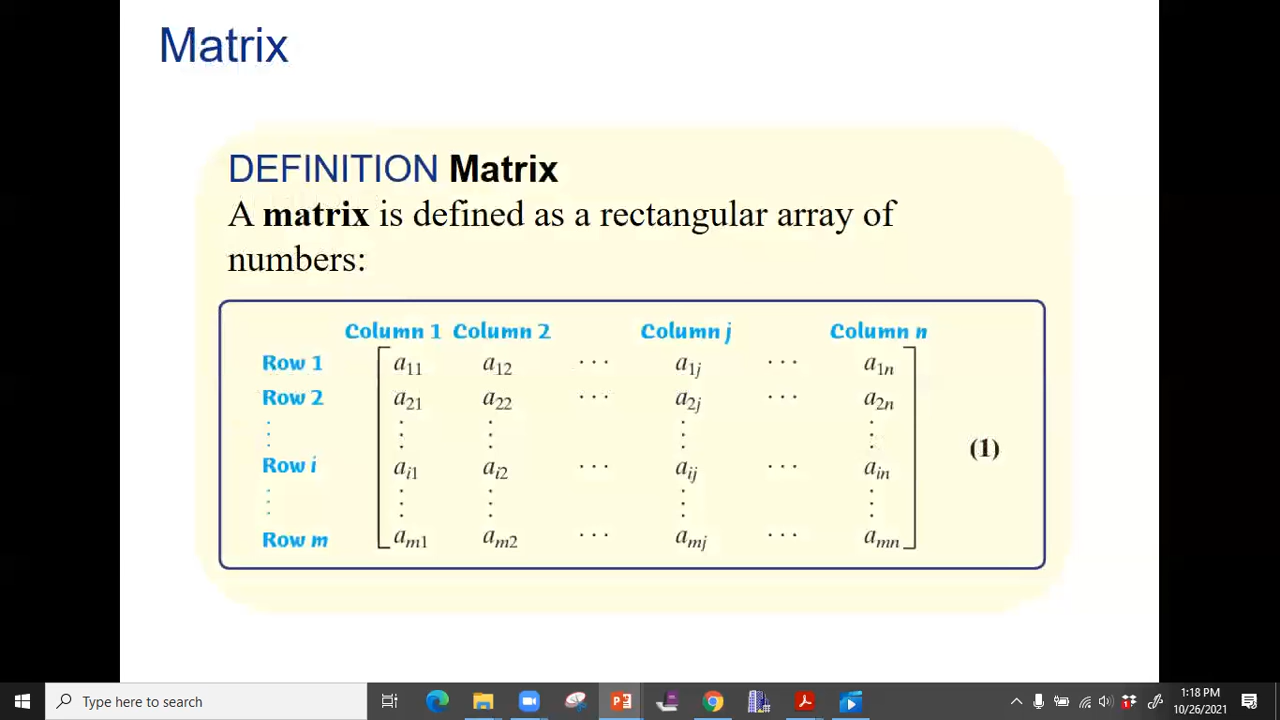 Matrix
DEFINITION Matrix
A matrix is defined as a rectangular array of
numbers:
Column 1 Column 2 Column j Column n
Row 1 a11 a12 ··· a1j ··· a1n
Row 2 a21 a22 ··· a2j ··· a2n
⋮ ⋮ ⋮ ⋮ ⋮
(1)
Row i ai1 ai2 ··· aij ··· ain
⋮ ⋮ ⋮ ⋮ ⋮
Row m am1 am2 ··· amj ··· amn
Type here to search
1:18 PM
10/26/2021